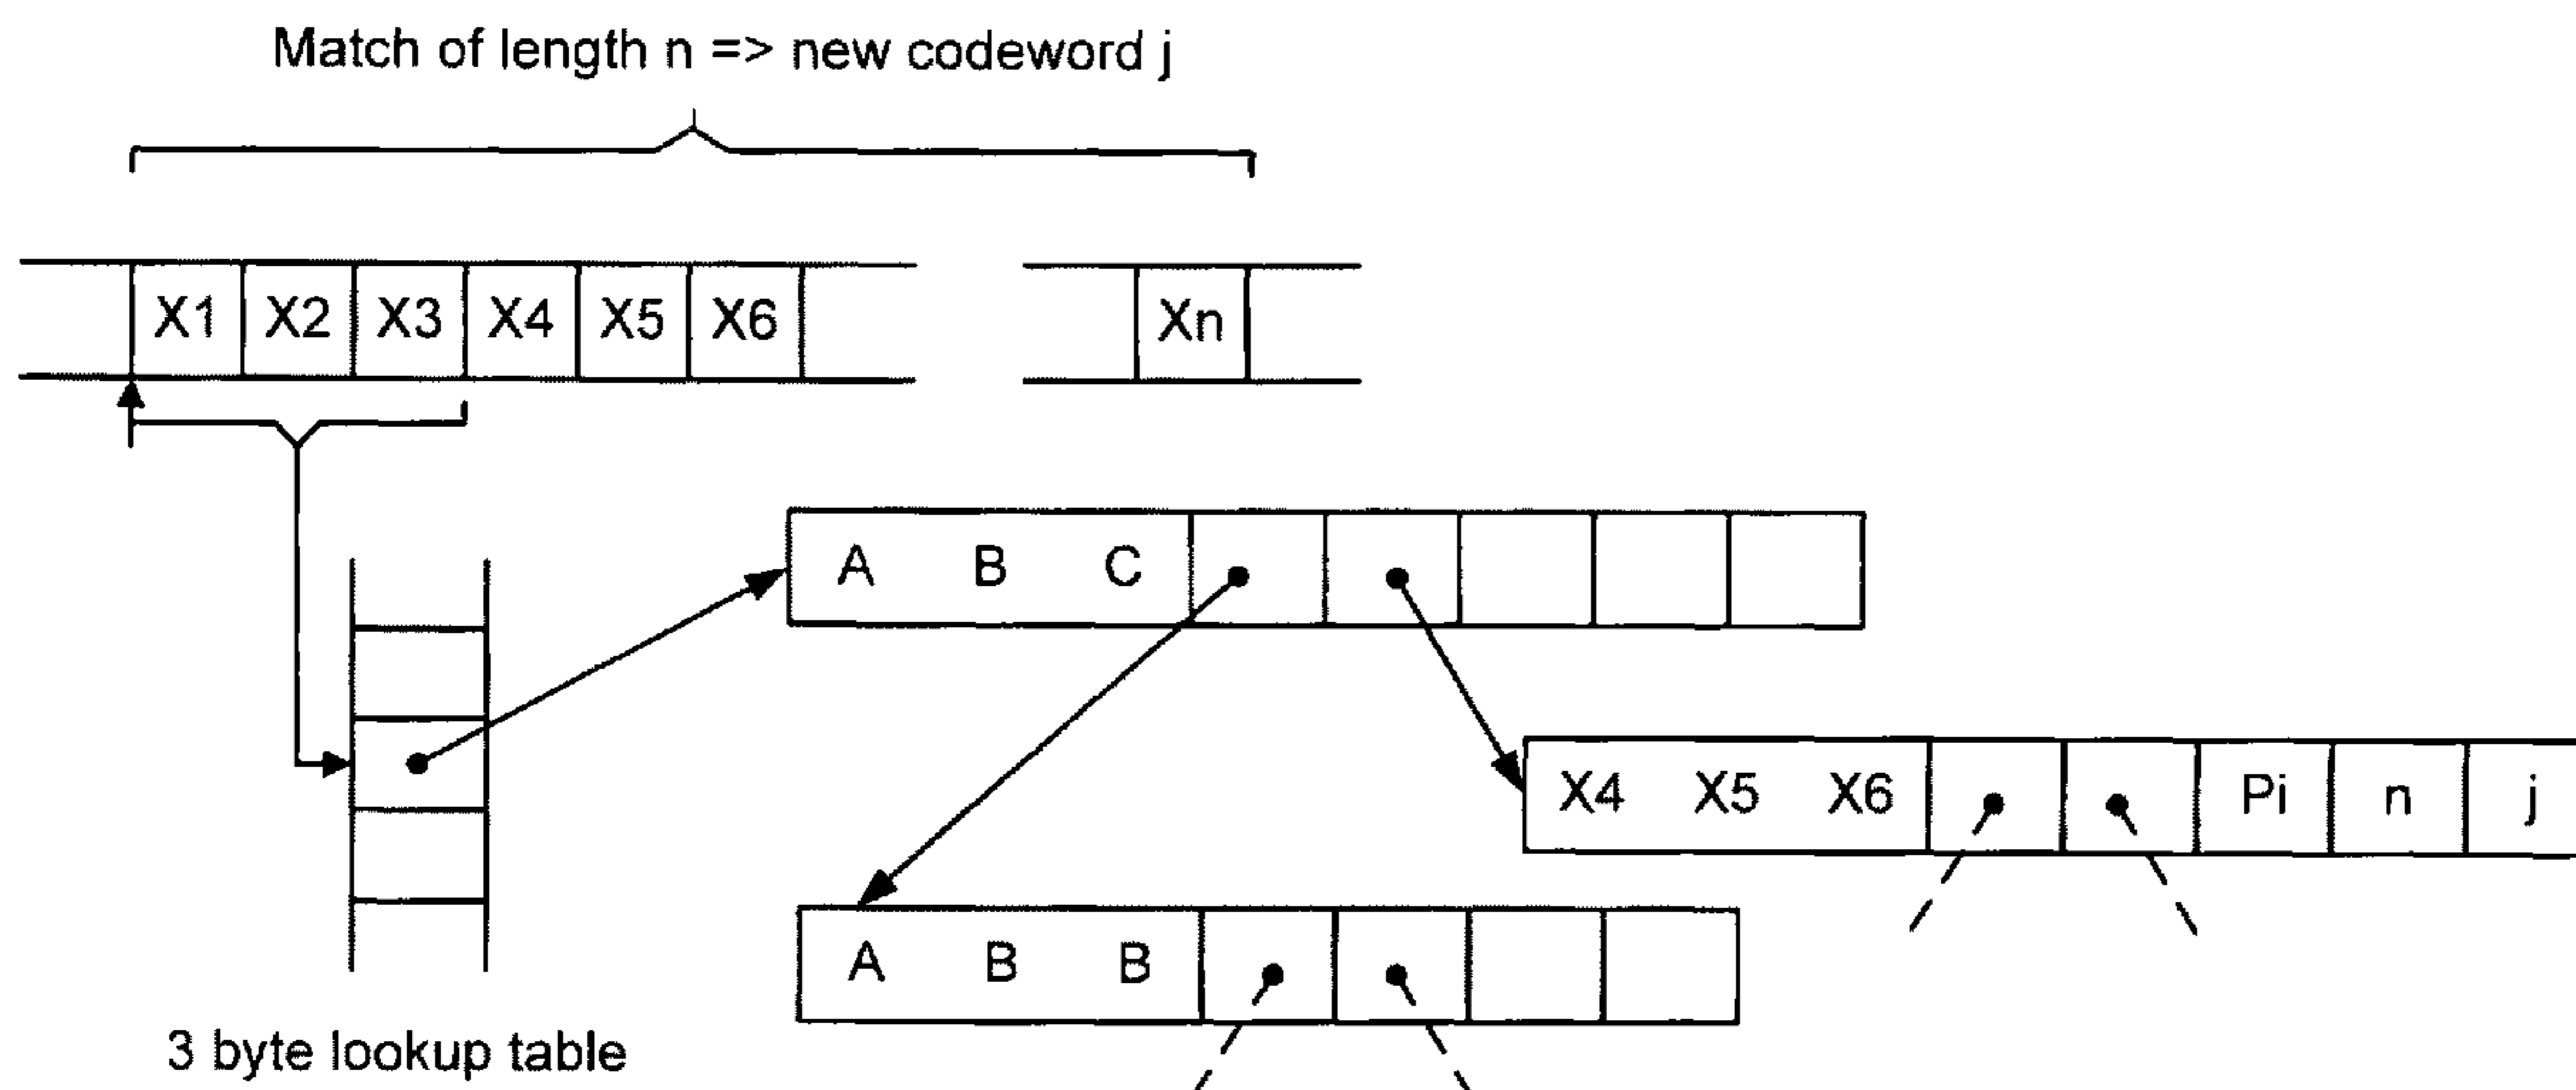 Match of length n => new codeword j
X1 X2 X3 X4 X5 X6 Xn
A B C
X4 X5 X6 Pi n j
A B B
3 byte lookup table